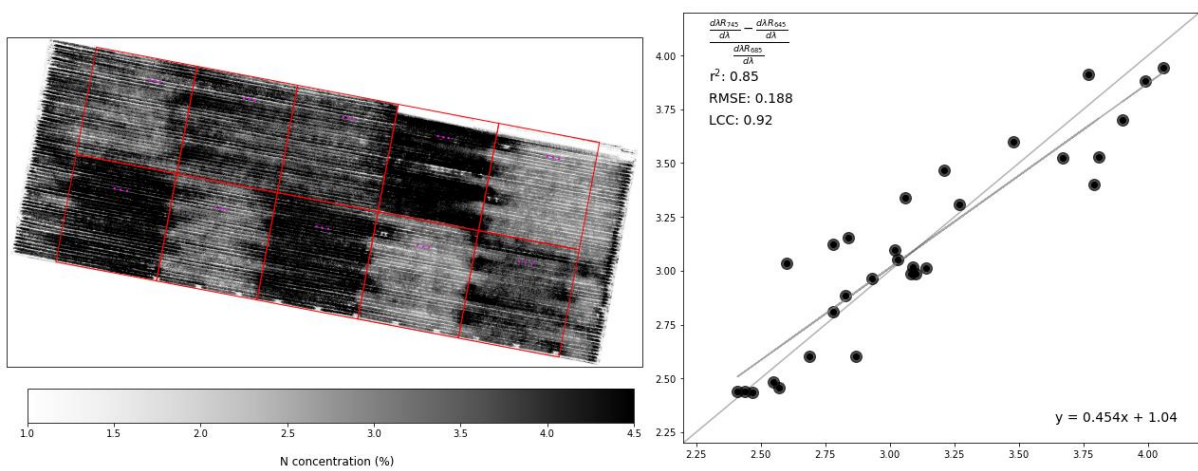 1.0 1.5 2.0 2.5 3.0 3.5 4.0 4.5
N concentration (%)
dλR745/dλ − dλR645/dλ
dλR685/dλ
r²: 0.85
RMSE: 0.188
LCC: 0.92
4.00
3.75
3.50
3.25
3.00
2.75
2.50
2.25
y = 0.454x + 1.04
2.25 2.50 2.75 3.00 3.25 3.50 3.75 4.00